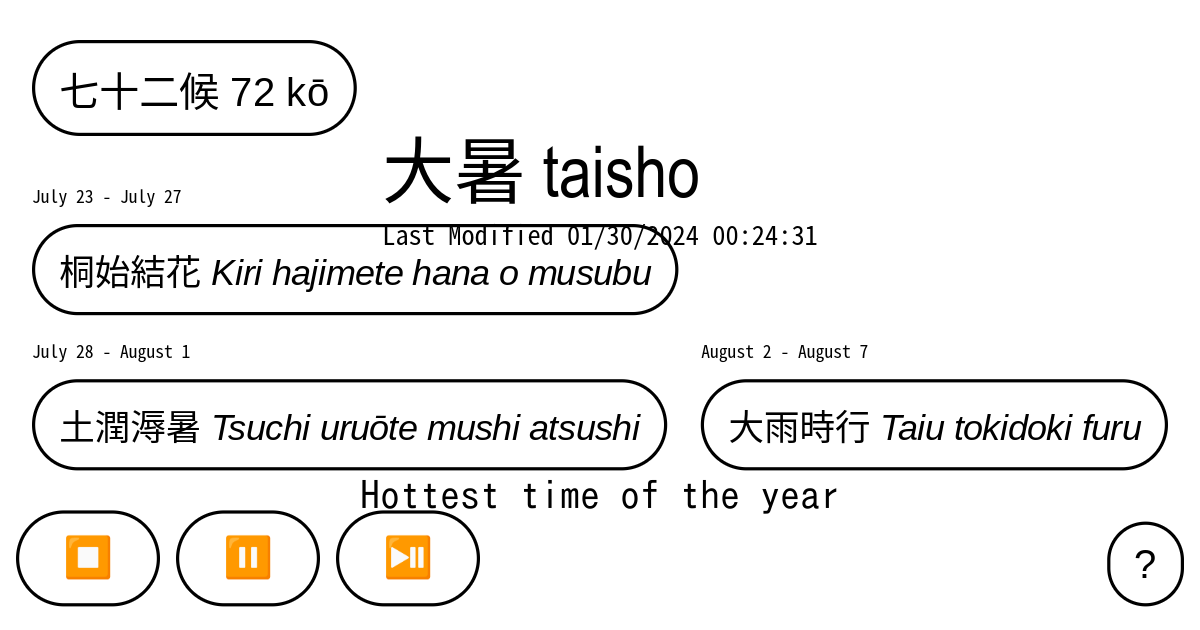 七十二候 72 kō
大暑 taisho
July 23 - July 27
Last Modified 01/30/2024 00:24:31
桐始結花 Kiri hajimete hana o musubu
July 28 - August 1
August 2 - August 7
土潤溽暑 Tsuchi uruōte mushi atsushi
大雨時行 Taiu tokidoki furu
Hottest time of the year
?